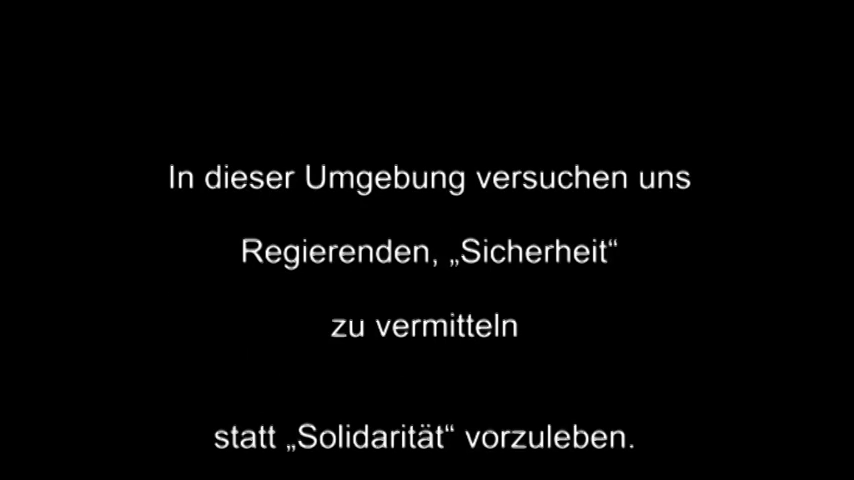 In dieser Umgebung versuchen uns
Regierenden, „Sicherheit“
zu vermitteln
statt „Solidarität“ vorzuleben.